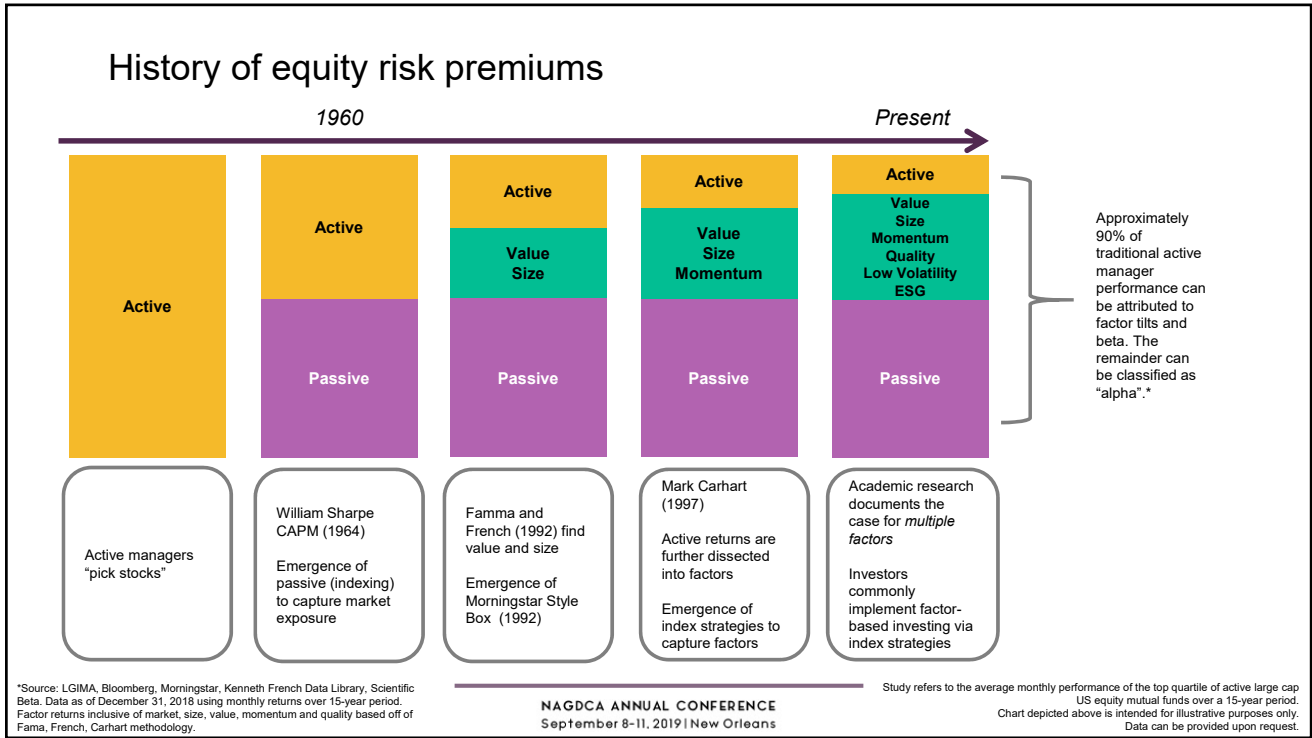 History of equity risk premiums
1960
Present
Active
Active
Passive
Active
Value
Size
Passive
Active
Value
Size
Momentum
Passive
Active
Value
Size
Momentum
Quality
Low Volatility
ESG
Passive
Approximately
90% of
traditional active
manager
performance can
be attributed to
factor tilts and
beta. The
remainder can
be classified as
“alpha”.*
Active managers
“pick stocks”
William Sharpe
CAPM (1964)
Emergence of
passive (indexing)
to capture market
exposure
Famma and
French (1992) find
value and size
Emergence of
Morningstar Style
Box (1992)
Mark Carhart
(1997)
Active returns are
further dissected
into factors
Emergence of
index strategies to
capture factors
Academic research
documents the
case for multiple
factors
Investors
commonly
implement factor-
based investing via
index strategies
*Source: LGIMA, Bloomberg, Morningstar, Kenneth French Data Library, Scientific
Beta. Data as of December 31, 2018 using monthly returns over 15-year period.
Factor returns inclusive of market, size, value, momentum and quality based off of
Fama, French, Carhart methodology.
NAGDCA ANNUAL CONFERENCE
September 8-11, 2019 | New Orleans
Study refers to the average monthly performance of the top quartile of active large cap
US equity mutual funds over a 15-year period.
Chart depicted above is intended for illustrative purposes only.
Data can be provided upon request.